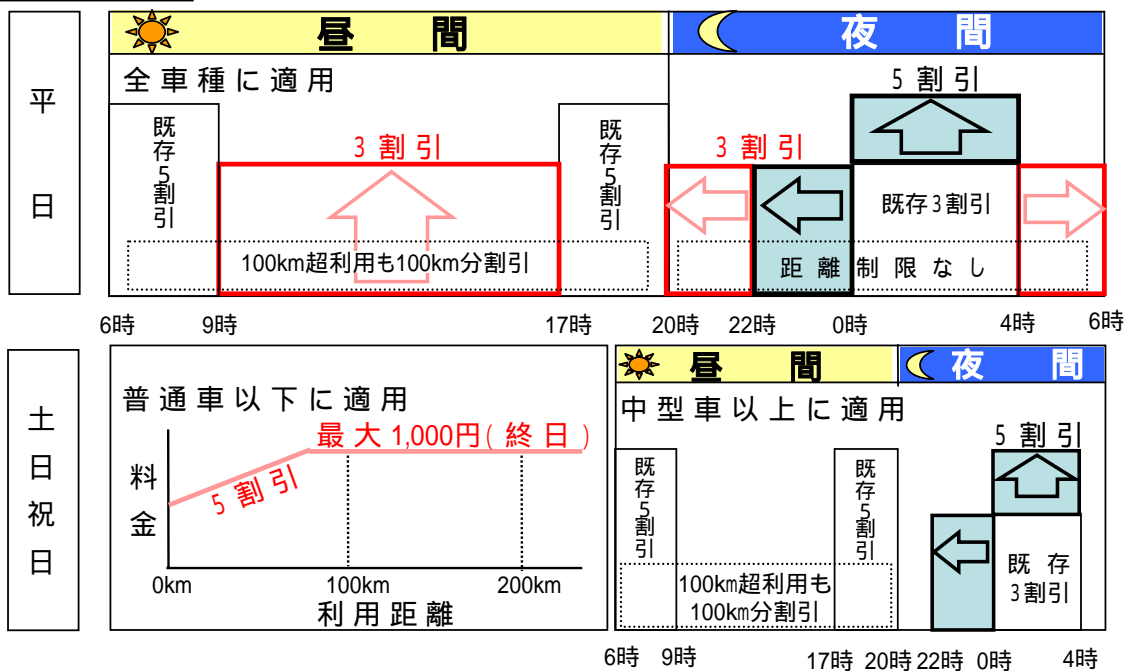 平日
昼間
夜間
全車種に適用
既存5割引
3割引
既存5割引
100km超利用も100km分割引
3割引
5割引
既存3割引
距離制限なし
6時
9時
17時
20時
22時
0時
4時
6時
土日祝日
普通車以下に適用
最大1,000円(終日)
5割引
料金
0km
100km
200km
利用距離
昼間
夜間
中型車以上に適用
既存5割引
既存5割引
5割引
既存
3割引
100km超利用も
100km分割引
6時
9時
17時
20時
22時
0時
4時